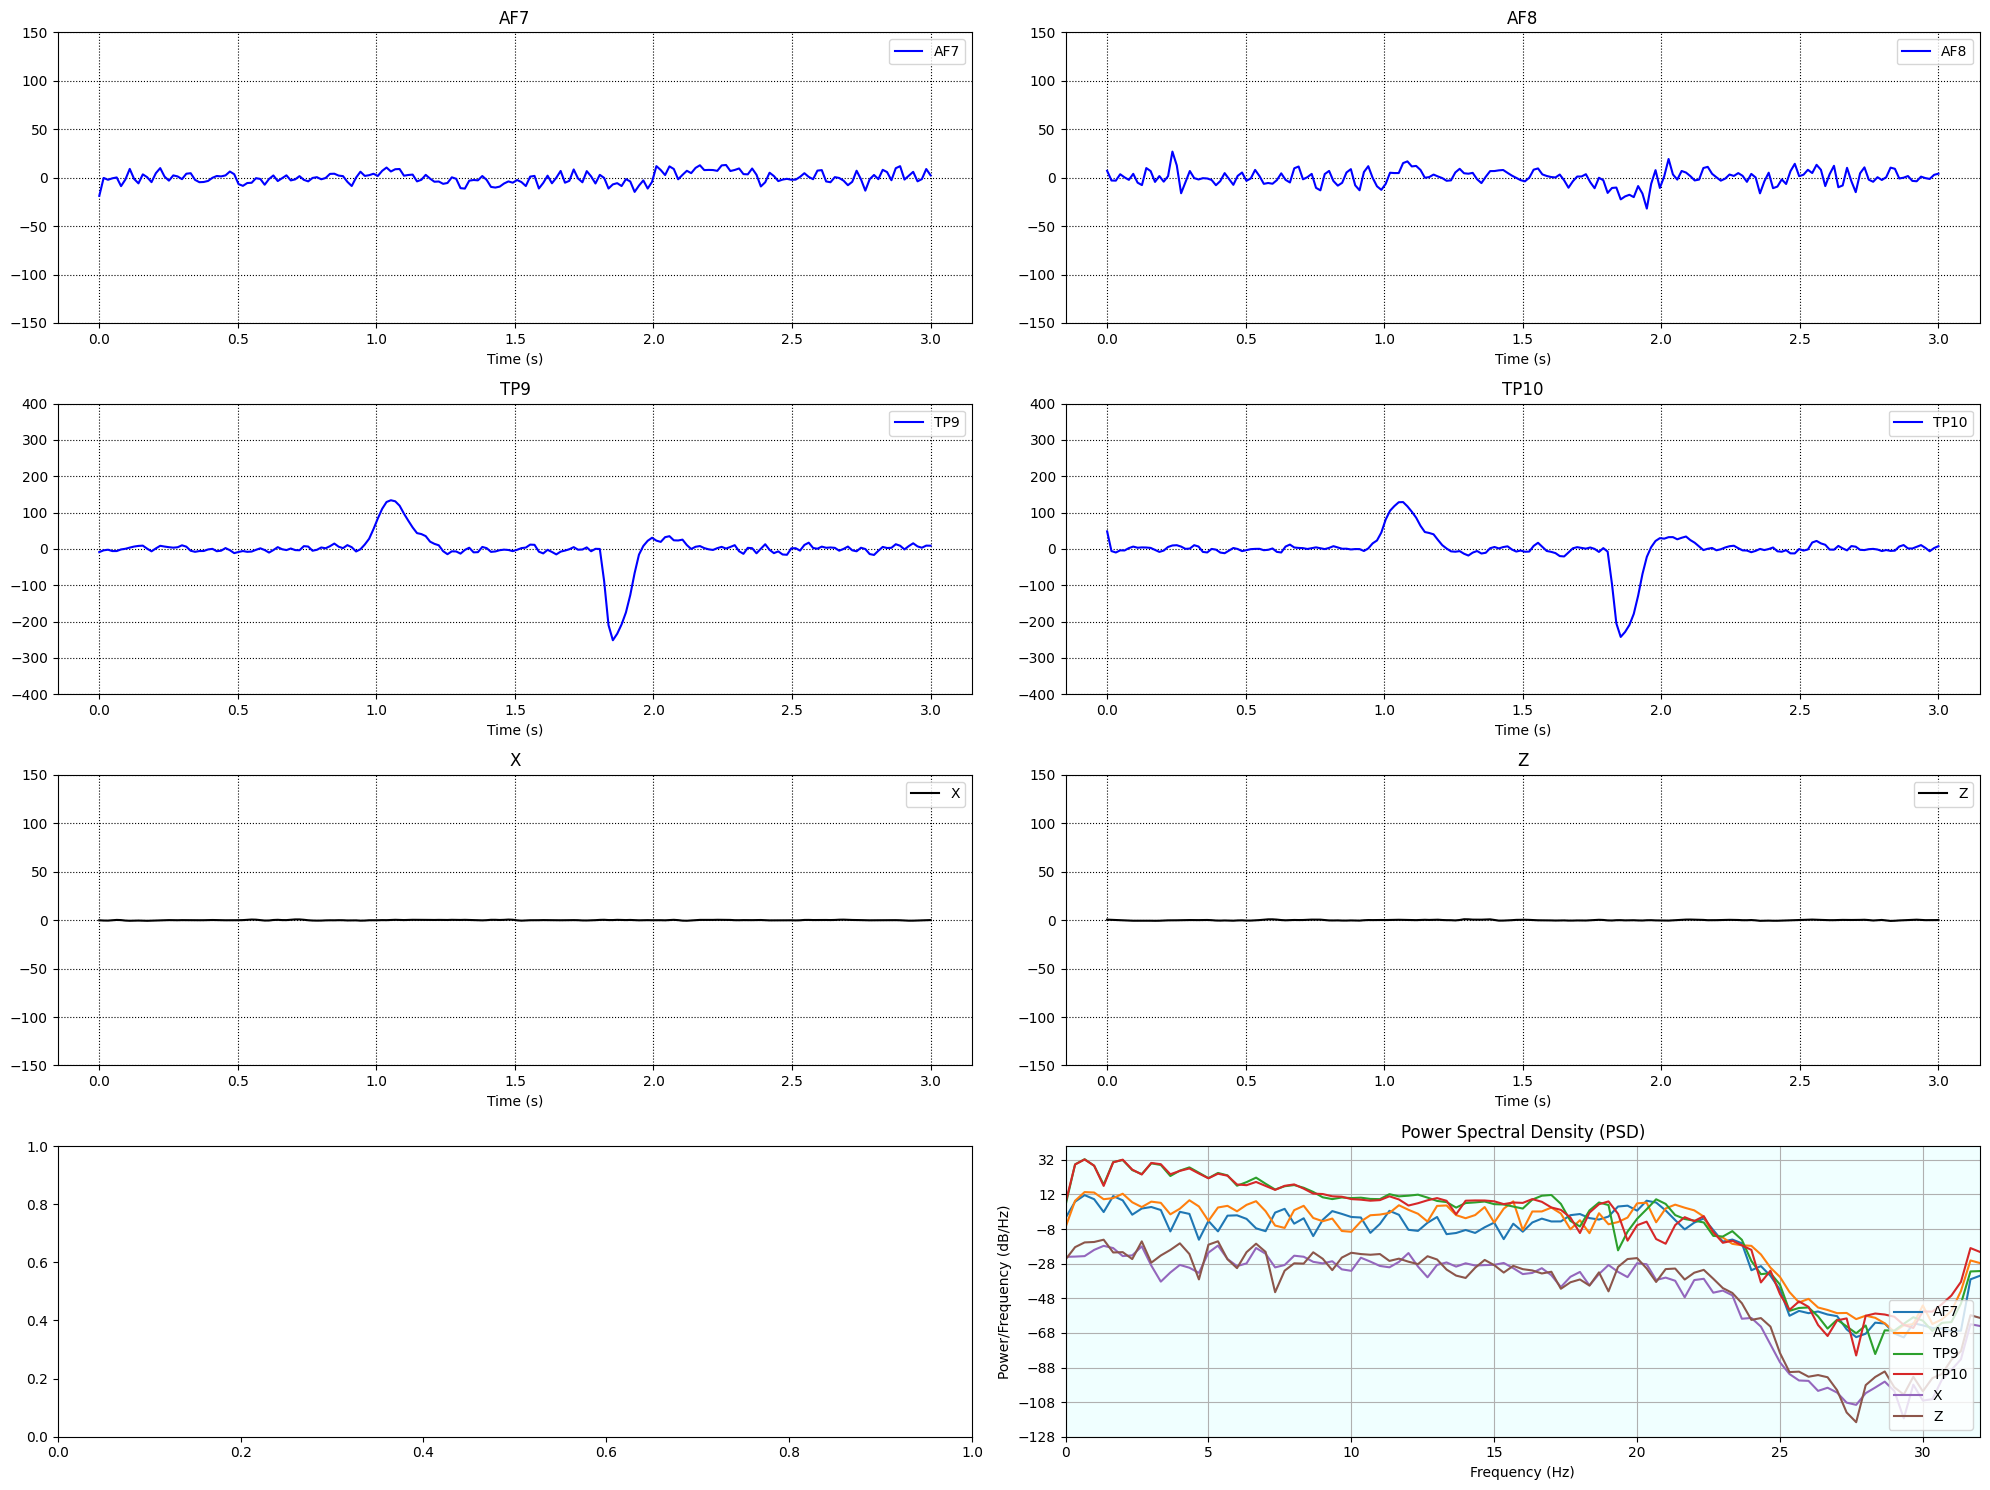 AF7
150
100
50
0
−50
−100
−150
AF7
0.0 0.5 1.0 1.5 2.0 2.5 3.0
Time (s)
AF8
150
100
50
0
−50
−100
−150
AF8
0.0 0.5 1.0 1.5 2.0 2.5 3.0
Time (s)
TP9
400
300
200
100
0
−100
−200
−300
−400
TP9
0.0 0.5 1.0 1.5 2.0 2.5 3.0
Time (s)
TP10
400
300
200
100
0
−100
−200
−300
−400
TP10
0.0 0.5 1.0 1.5 2.0 2.5 3.0
Time (s)
X
150
100
50
0
−50
−100
−150
X
0.0 0.5 1.0 1.5 2.0 2.5 3.0
Time (s)
Z
150
100
50
0
−50
−100
−150
Z
0.0 0.5 1.0 1.5 2.0 2.5 3.0
Time (s)
1.0
0.8
0.6
0.4
0.2
0.0
0.0 0.2 0.4 0.6 0.8 1.0
Power Spectral Density (PSD)
Power/Frequency (dB/Hz)
32
12
−8
−28
−48
−68
−88
−108
−128
AF7
AF8
TP9
TP10
X
Z
0 5 10 15 20 25 30
Frequency (Hz)